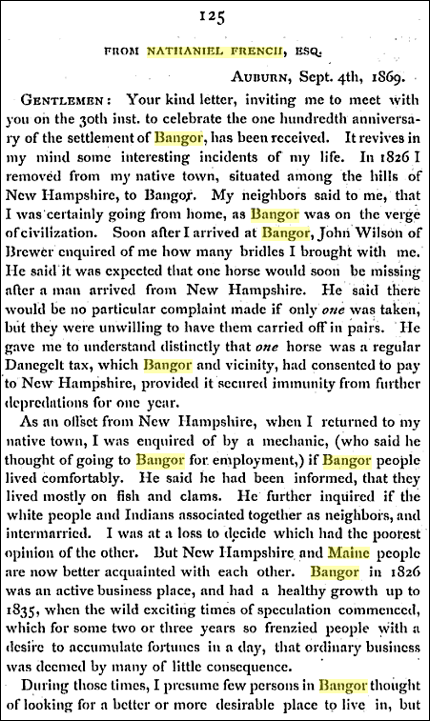 125
FROM NATHANIEL FRENCH, ESQ.
AUBURN, Sept. 4th, 1869.
GENTLEMEN: Your kind letter, inviting me to meet with
you on the 30th inst. to celebrate the one hundredth anniversa-
ry of the settlement of Bangor, has been received. It revives in
my mind some interesting incidents of my life. In 1826 I
removed from my native town, situated among the hills of
New Hampshire, to Bangor. My neighbors said to me, that
I was certainly going from home, as Bangor was on the verge
of civilization. Soon after I arrived at Bangor, John Wilson of
Brewer enquired of me how many bridles I brought with me.
He said it was expected that one horse would soon be missing
after a man arrived from New Hampshire. He said there
would be no particular complaint made if only one was taken,
but they were unwilling to have them carried off in pairs. He
gave me to understand distinctly that one horse was a regular
Danegelt tax, which Bangor and vicinity, had consented to pay
to New Hampshire, provided it secured immunity from further
depredations for one year.
As an offset from New Hampshire, when I returned to my
native town, I was enquired of by a mechanic, (who said he
thought of going to Bangor for employment,) if Bangor people
lived comfortably. He said he had been informed, that they
lived mostly on fish and clams. He further inquired if the
white people and Indians associated together as neighbors, and
intermarried. I was at a loss to decide which had the poorest
opinion of the other. But New Hampshire and Maine people
are now better acquainted with each other. Bangor in 1826
was an active business place, and had a healthy growth up to
1835, when the wild exciting times of speculation commenced,
which for some two or three years so frenzied people with a
desire to accumulate fortunes in a day, that ordinary business
was deemed by many of little consequence.
During those times, I presume few persons in Bangor thought
of looking for a better or more desirable place to live in, but